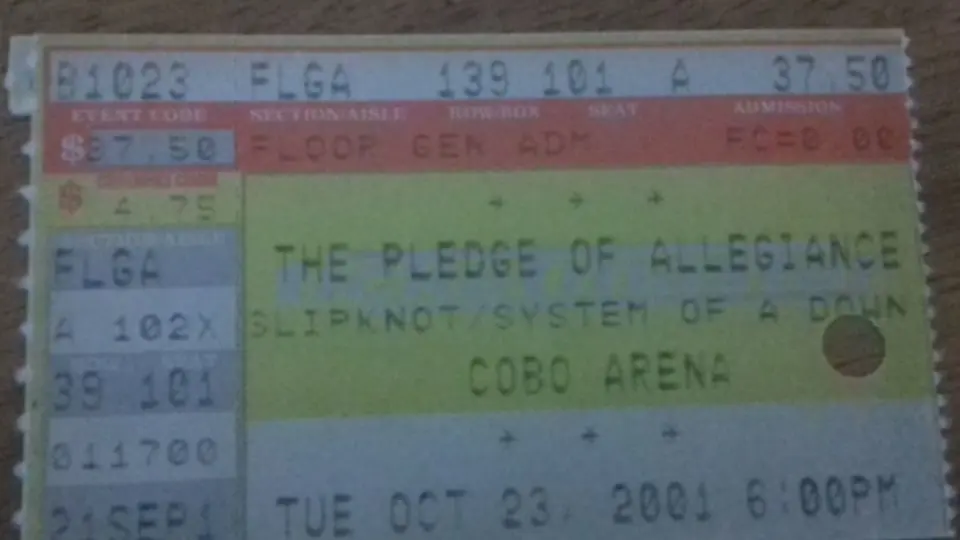 B1023 FLGA 139 101 A 37.50
EVENT CODE SECTION/AISLE ROW/BOX SEAT ADMISSION
$37.50 FLOOR GEN ADM FC=0.00
$ 4.75
FLGA THE PLEDGE OF ALLEGIANCE
A 102X SLIPKNOT/SYSTEM OF A DOWN
39 101 COBO ARENA
011700
21SEP1 TUE OCT 23, 2001 6:00PM